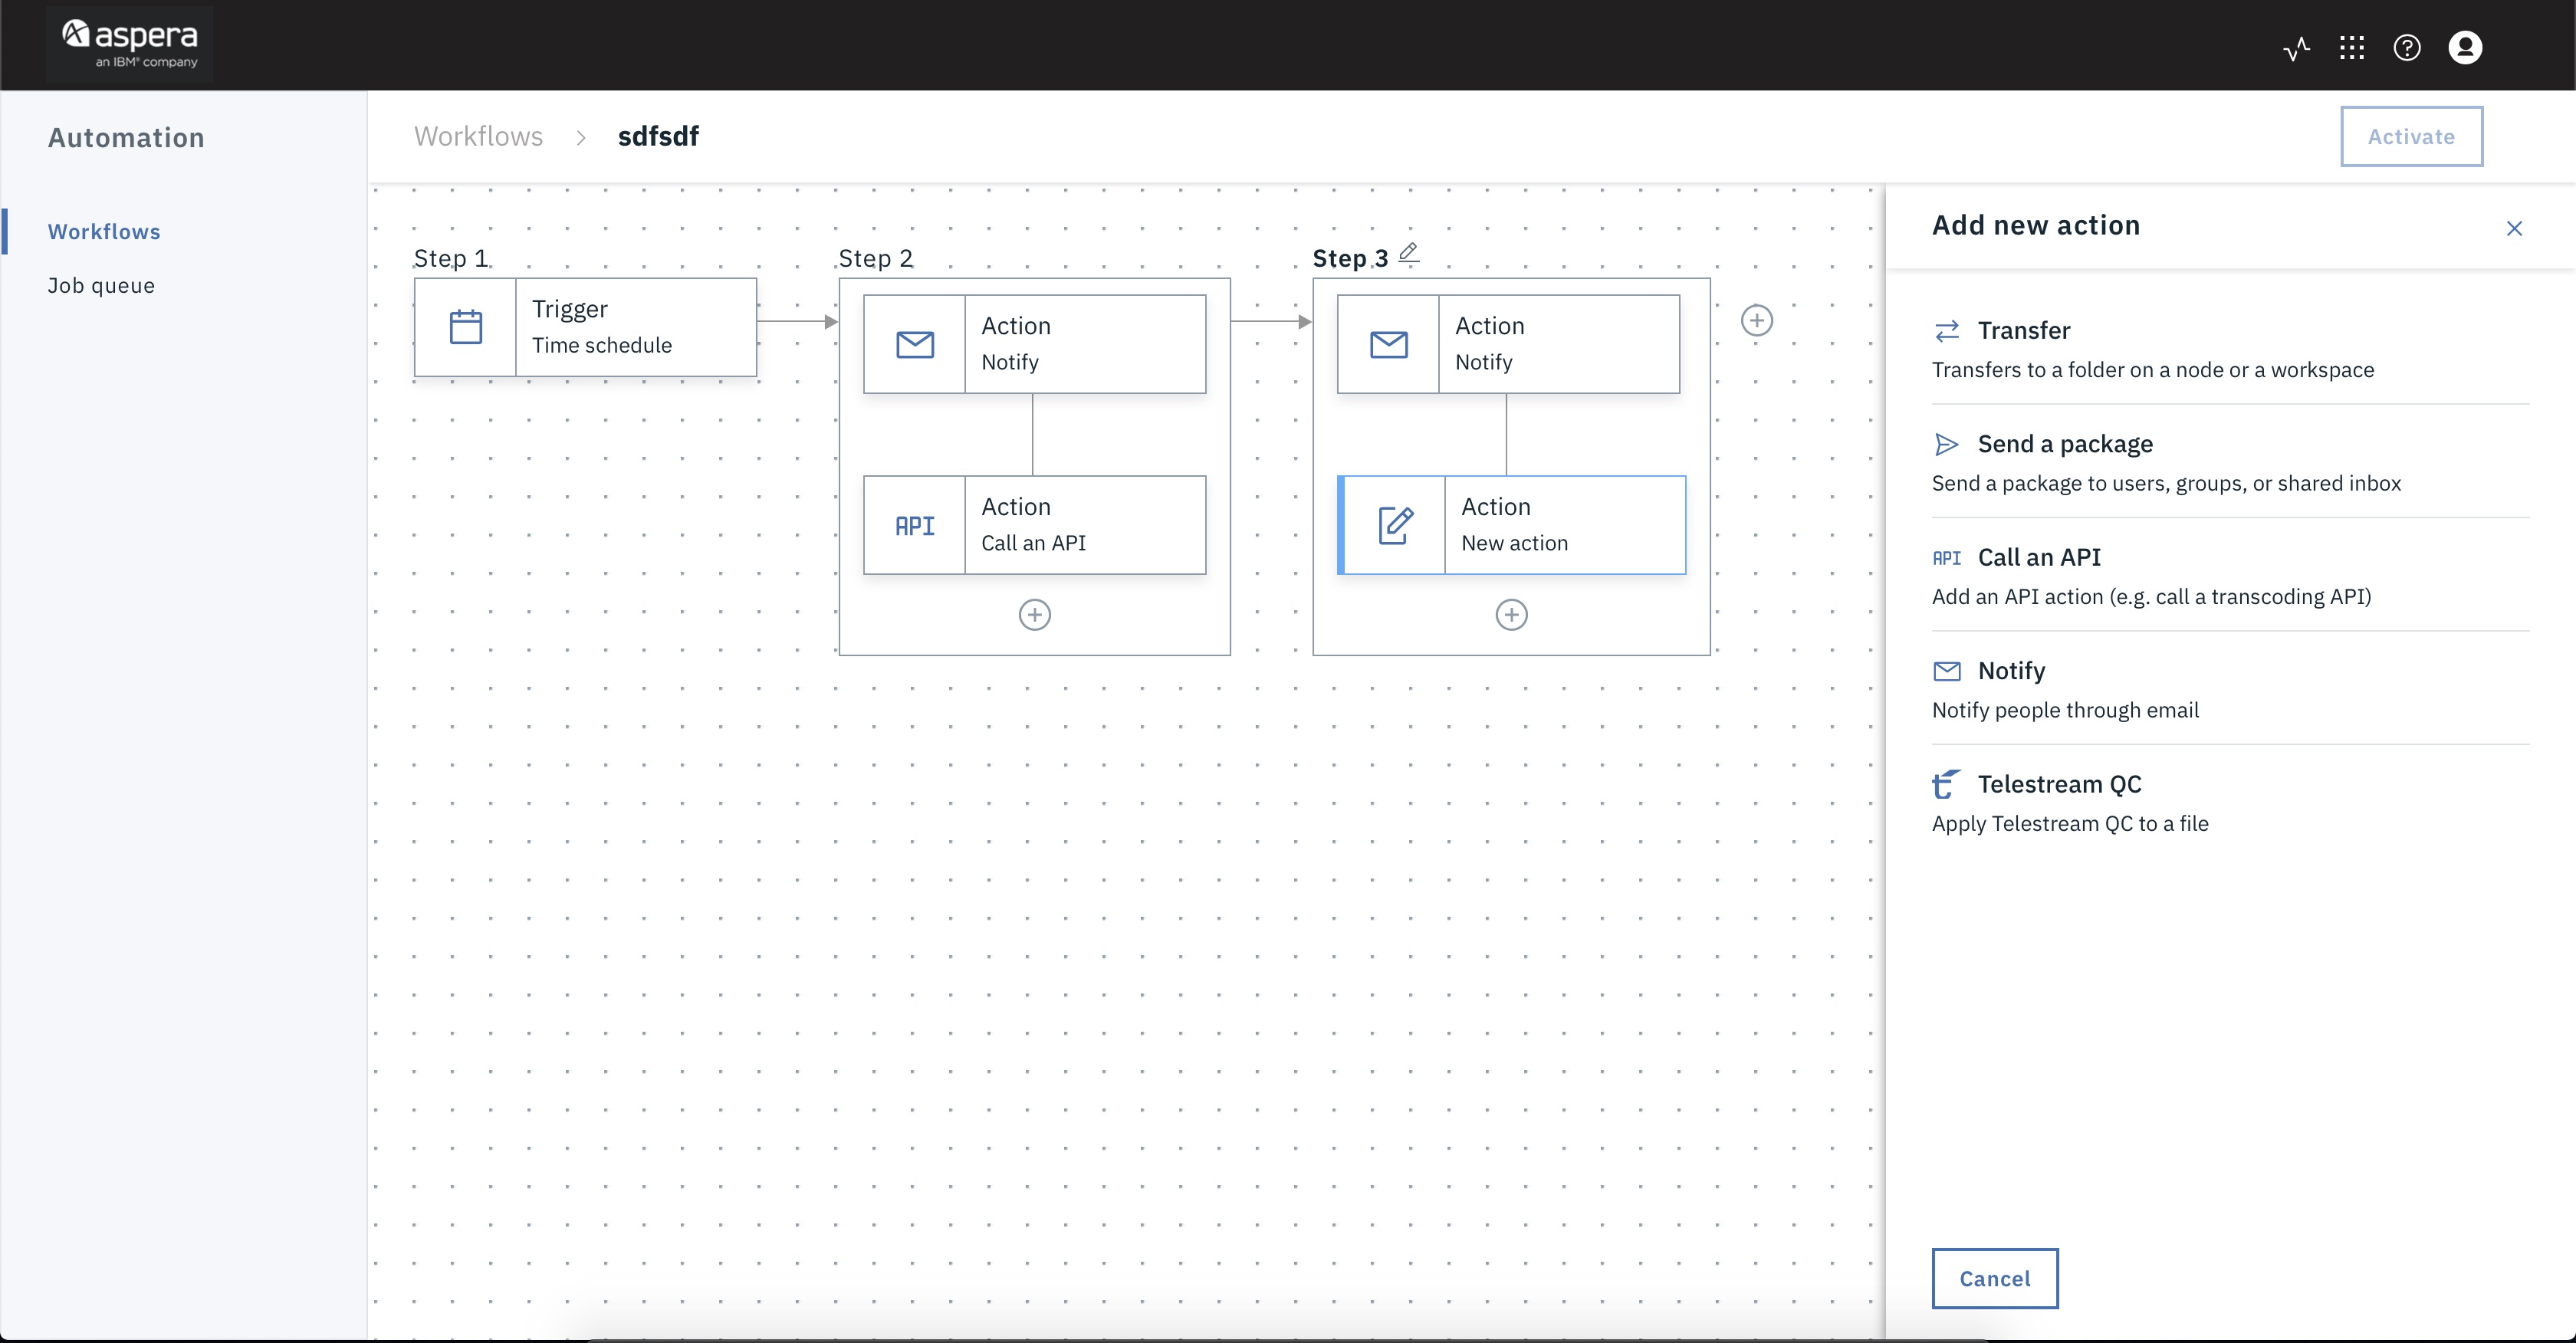 aspera
an IBM® company
Automation
Workflows
Job queue
Workflows > sdfsdf
Activate
Step 1
Trigger
Time schedule
Step 2
Action
Notify
API
Action
Call an API
Step 3
Action
Notify
Action
New action
Add new action
Transfer
Transfers to a folder on a node or a workspace
Send a package
Send a package to users, groups, or shared inbox
API Call an API
Add an API action (e.g. call a transcoding API)
Notify
Notify people through email
Telestream QC
Apply Telestream QC to a file
Cancel